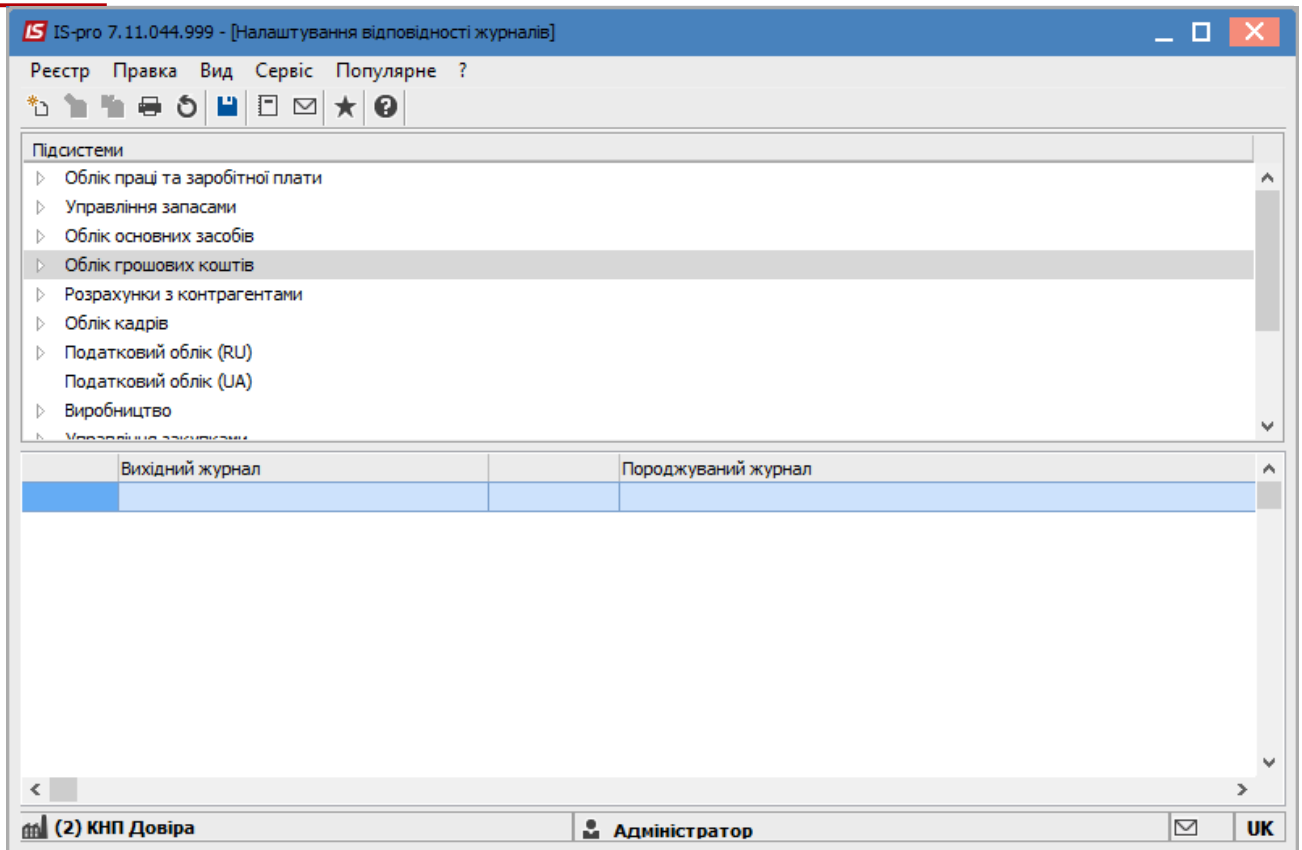 IS IS-pro 7.11.044.999 - [Налаштування відповідності журналів]
Реєстр Правка Вид Сервіс Популярне ?
Підсистеми
Облік праці та заробітної плати
Управління запасами
Облік основних засобів
Облік грошових коштів
Розрахунки з контрагентами
Облік кадрів
Податковий облік (RU)
Податковий облік (UA)
Виробництво
Управління закупками
Вихідний журнал Породжуваний журнал
(2) КНП Довіра Адміністратор UK